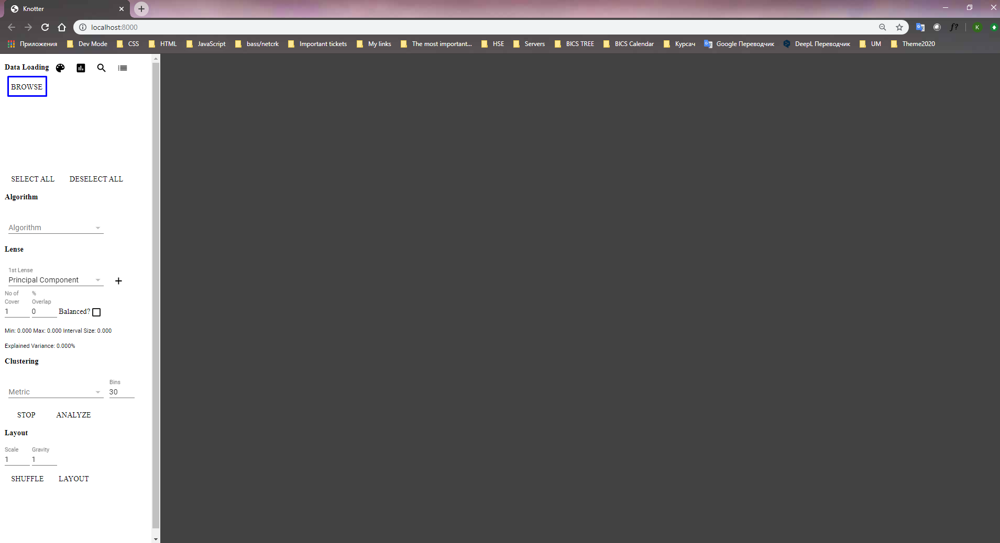 Knotter
localhost:8000
f?
K
Приложения Dev Mode CSS HTML JavaScript bass/netcrk Important tickets My links The most important... HSE Servers BICS TREE BICS Calendar Курсач Google Переводчик DeepL Переводчик UM Theme2020
Data Loading
BROWSE
SELECT ALL DESELECT ALL
Algorithm
Algorithm
Lense
1st Lense
Principal Component
No of %
Cover Overlap
1 0 Balanced?
Min: 0.000 Max: 0.000 Interval Size: 0.000
Explained Variance: 0.000%
Clustering
Bins
Metric 30
STOP ANALYZE
Layout
Scale Gravity
1 1
SHUFFLE LAYOUT